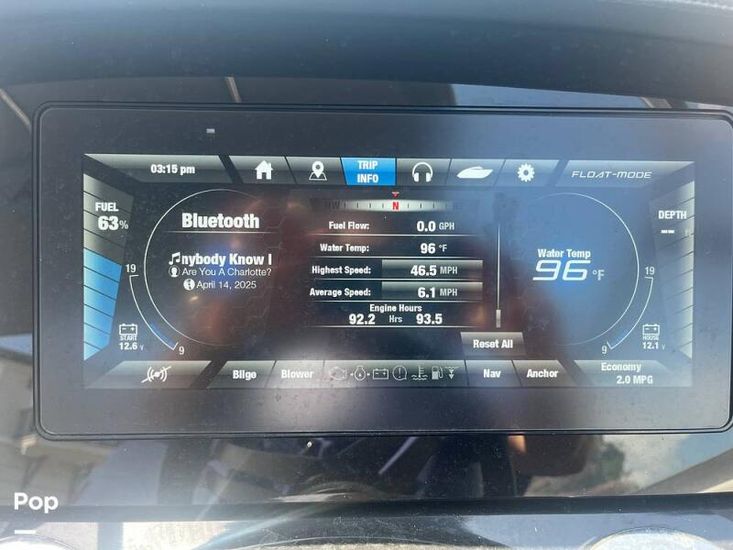 03:15 pm
TRIP
INFO
FLOAT-MODE
FUEL
63%
19
9
START
12.6 V
Bluetooth
nybody Know I
Are You A Charlotte?
April 14, 2025
N
Fuel Flow: 0.0 GPH
Water Temp: 96 °F
Highest Speed: 46.5 MPH
Average Speed: 6.1 MPH
Engine Hours
92.2 Hrs 93.5
Reset All
DEPTH
--
Water Temp
96 °F
19
9
HOUSE
12.1 V
Bilge
Blower
Nav
Anchor
Economy
2.0 MPG
Pop